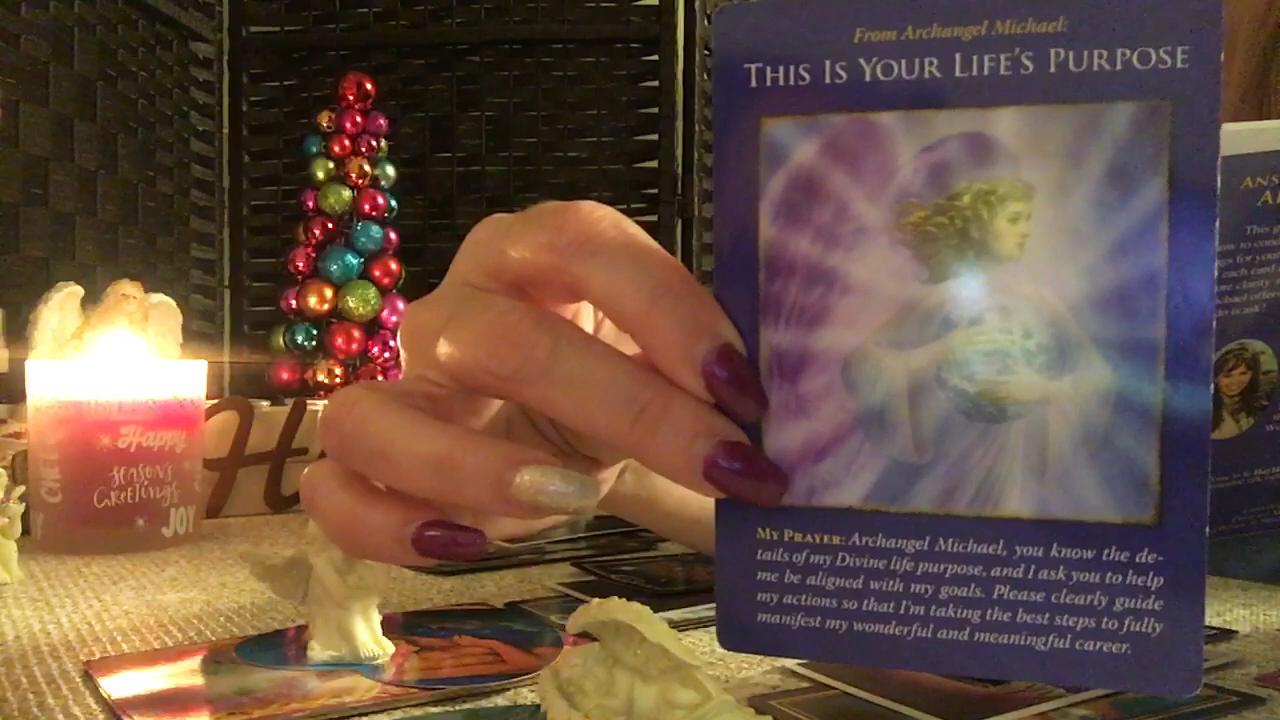 From Archangel Michael:
THIS IS YOUR LIFE'S PURPOSE
MY PRAYER: Archangel Michael, you know the de-
tails of my Divine life purpose, and I ask you to help
me be aligned with my goals. Please clearly guide
my actions so that I'm taking the best steps to fully
manifest my wonderful and meaningful career.
Happy
SEASON'S
GREETINGS
JOY
H